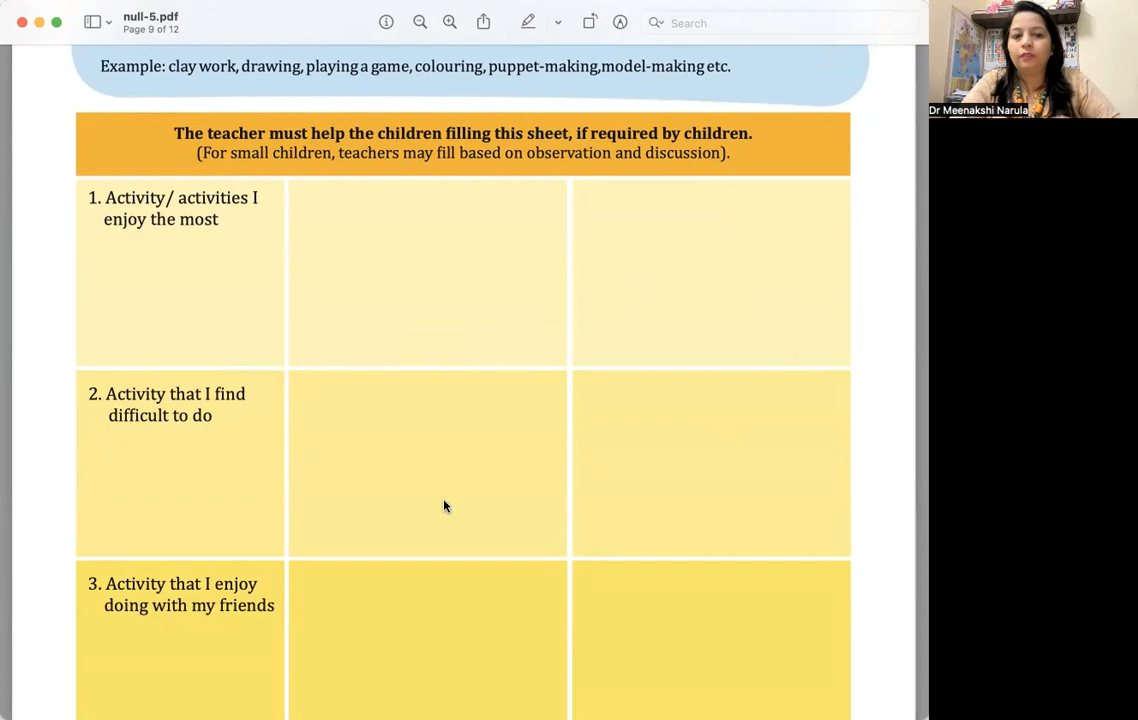 null-5.pdf
Page 9 of 12
Search
Dr Meenakshi Narula
Example: clay work, drawing, playing a game, colouring, puppet-making,model-making etc.
The teacher must help the children filling this sheet, if required by children.
(For small children, teachers may fill based on observation and discussion).
1. Activity/ activities I
enjoy the most
2. Activity that I find
difficult to do
3. Activity that I enjoy
doing with my friends